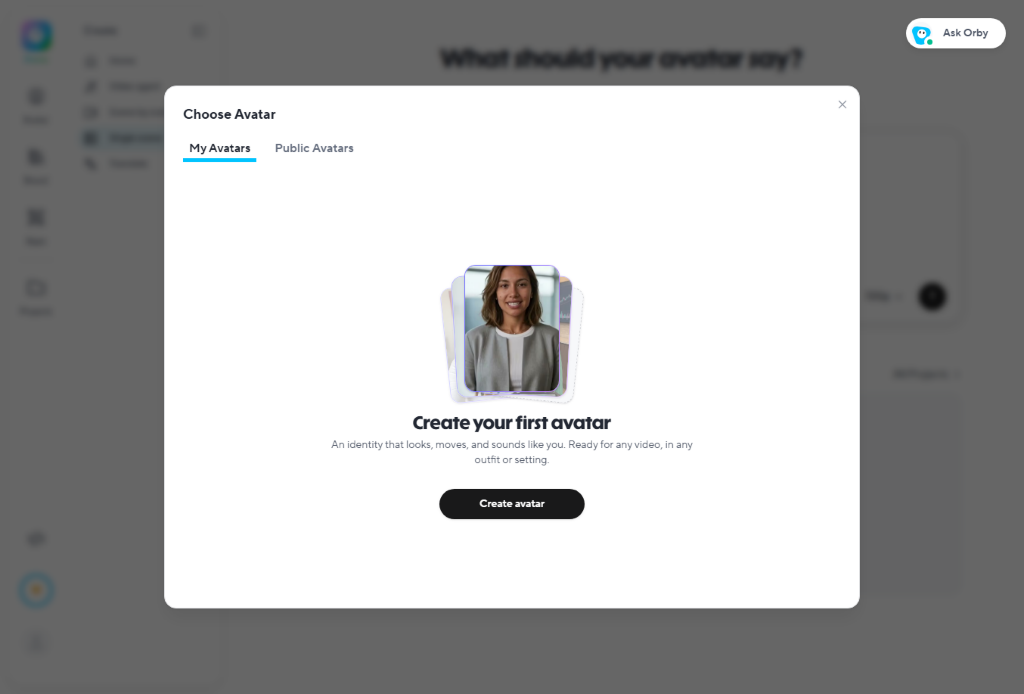 What should your avatar say?
Ask Orby
Choose Avatar
My Avatars
Public Avatars
Create your first avatar
An identity that looks, moves, and sounds like you. Ready for any video, in any
outfit or setting.
Create avatar